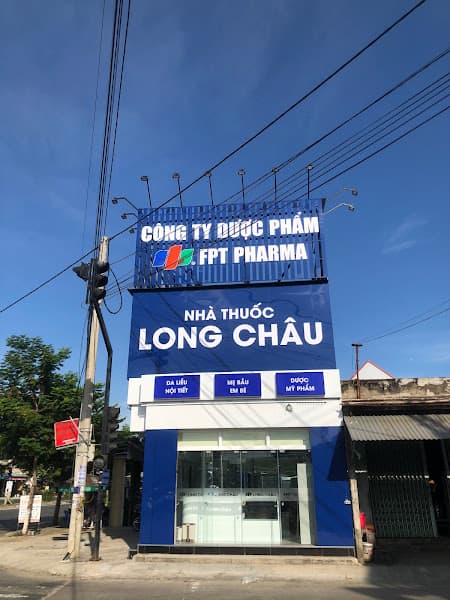 CÔNG TY DƯỢC PHẨM
FPT PHARMA
NHÀ THUỐC
LONG CHÂU
DA LIỄU
NỘI TIẾT
MẸ BẦU
EM BÉ
DƯỢC
MỸ PHẨM